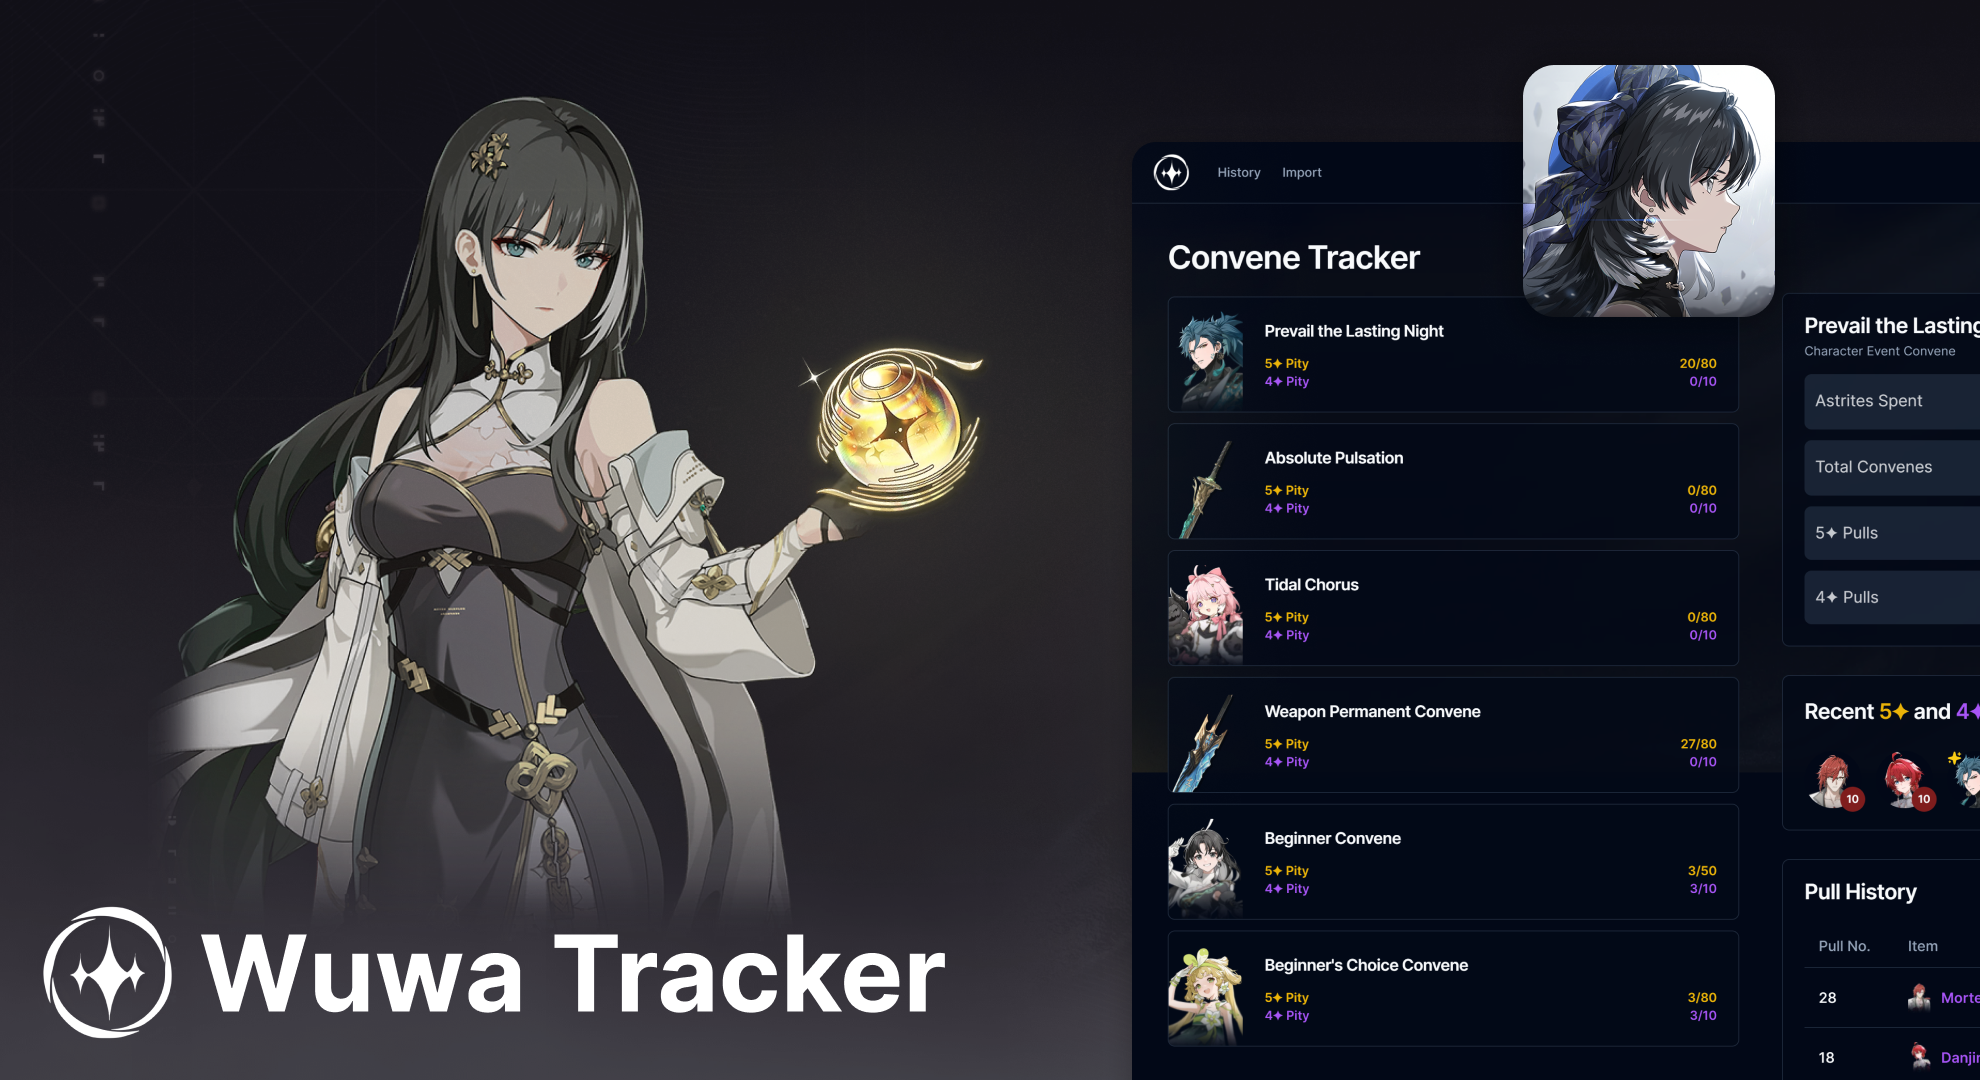 Wuwa Tracker
History
Import
Convene Tracker
Prevail the Lasting Night
5✦ Pity
20/80
4✦ Pity
0/10
Absolute Pulsation
5✦ Pity
0/80
4✦ Pity
0/10
Tidal Chorus
5✦ Pity
0/80
4✦ Pity
0/10
Weapon Permanent Convene
5✦ Pity
27/80
4✦ Pity
0/10
Beginner Convene
5✦ Pity
3/50
4✦ Pity
3/10
Beginner's Choice Convene
5✦ Pity
3/80
4✦ Pity
3/10
Prevail the Lasting
Character Event Convene
Astrites Spent
Total Convenes
5✦ Pulls
4✦ Pulls
Recent 5✦ and 4✦
10
10
Pull History
Pull No.
Item
28
Morte
18
Danjin